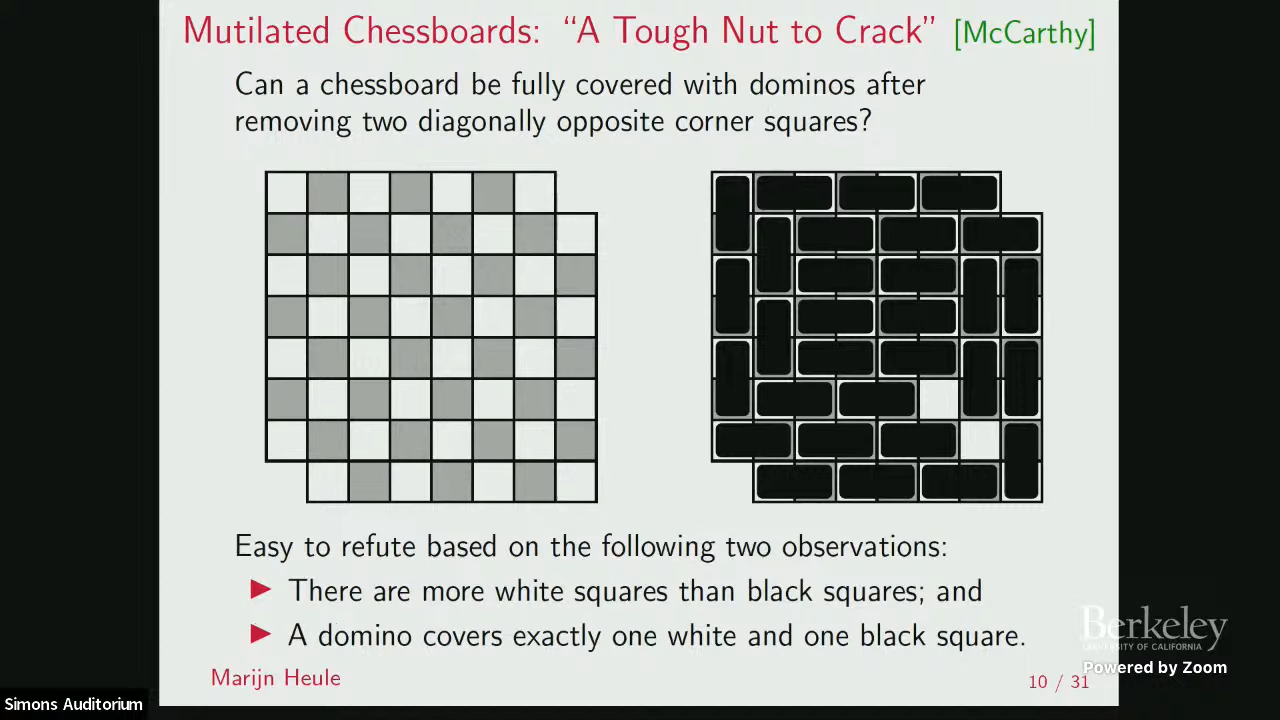 Mutilated Chessboards: “A Tough Nut to Crack” [McCarthy]
Can a chessboard be fully covered with dominos after
removing two diagonally opposite corner squares?
Easy to refute based on the following two observations:
▶ There are more white squares than black squares; and
▶ A domino covers exactly one white and one black square.
Marijn Heule
10 / 31
Berkeley
UNIVERSITY OF CALIFORNIA
Powered by Zoom
Simons Auditorium